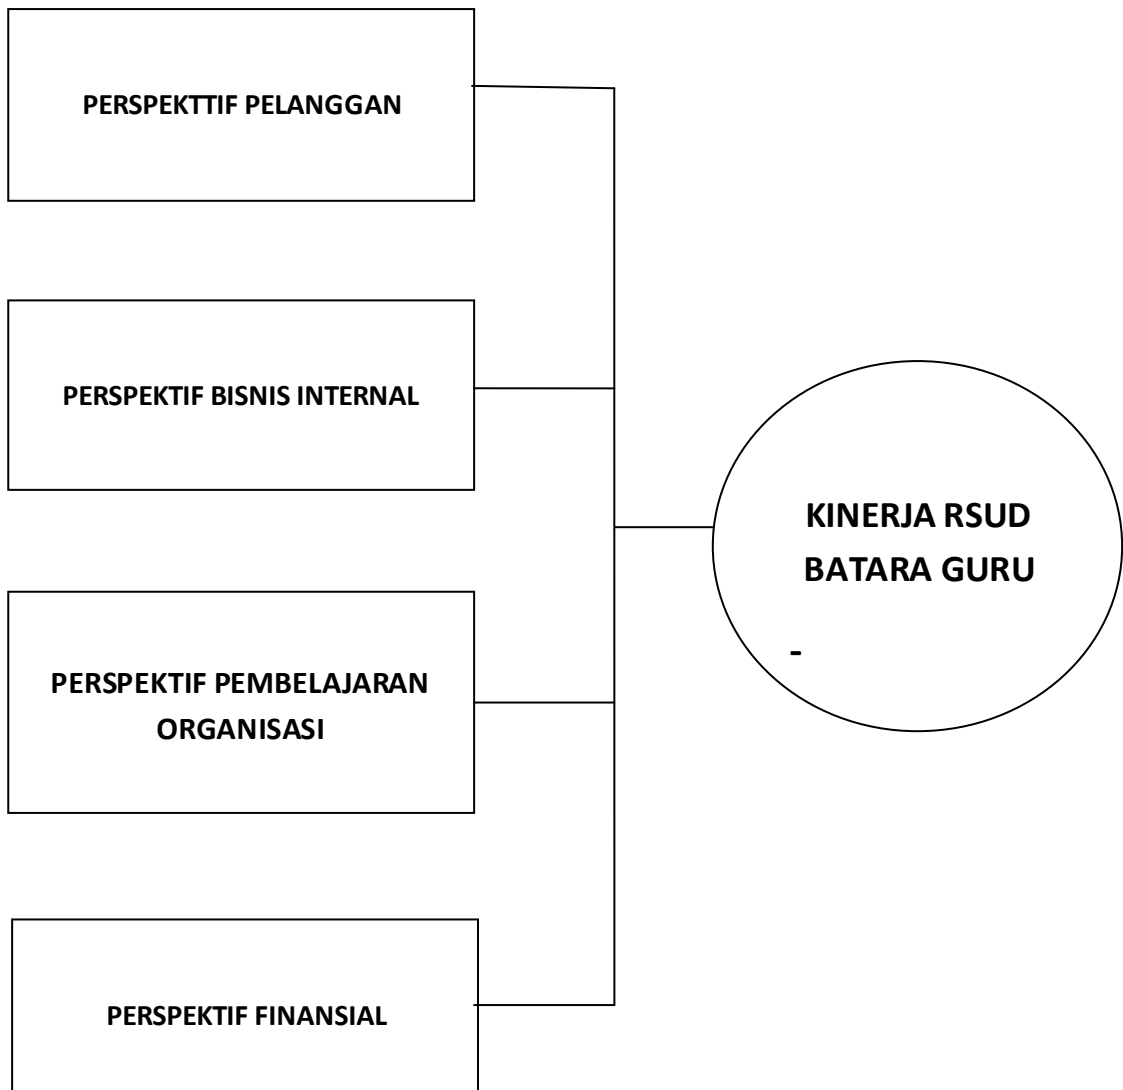 PERSPEKTTIF PELANGGAN
PERSPEKTIF BISNIS INTERNAL
PERSPEKTIF PEMBELAJARAN
ORGANISASI
PERSPEKTIF FINANSIAL
KINERJA RSUD
BATARA GURU
-